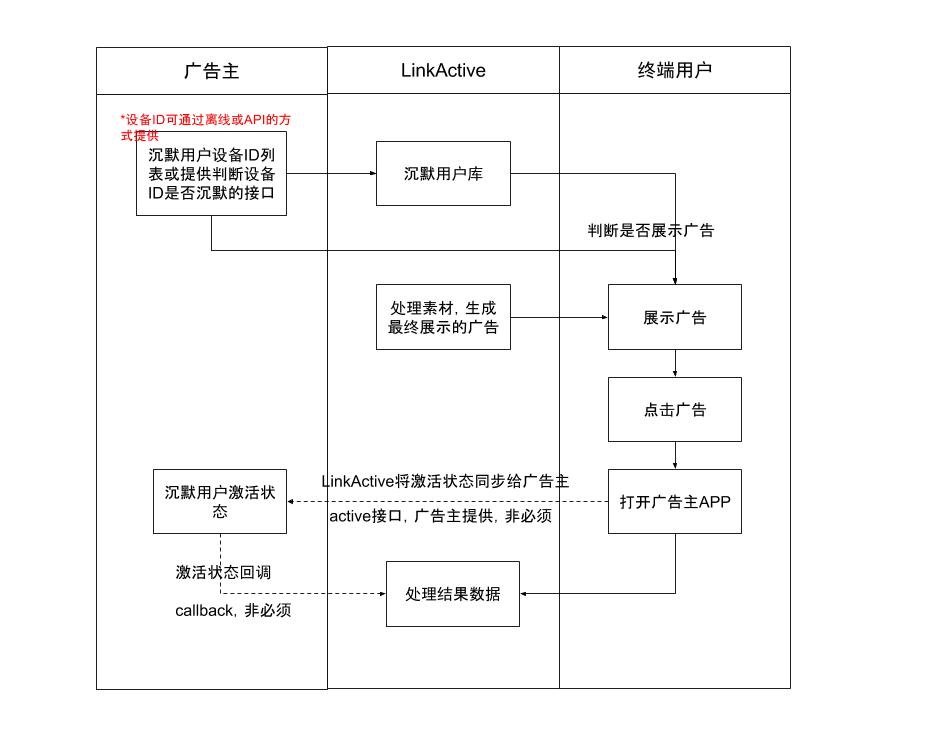 广告主
LinkActive
终端用户
*设备ID可通过离线或API的方
式提供
沉默用户设备ID列
表或提供判断设备
ID是否沉默的接口
沉默用户库
判断是否展示广告
处理素材, 生成
最终展示的广告
展示广告
点击广告
LinkActive将激活状态同步给广告主
沉默用户激活状
态
打开广告主APP
active接口, 广告主提供, 非必须
激活状态回调
处理结果数据
callback, 非必须